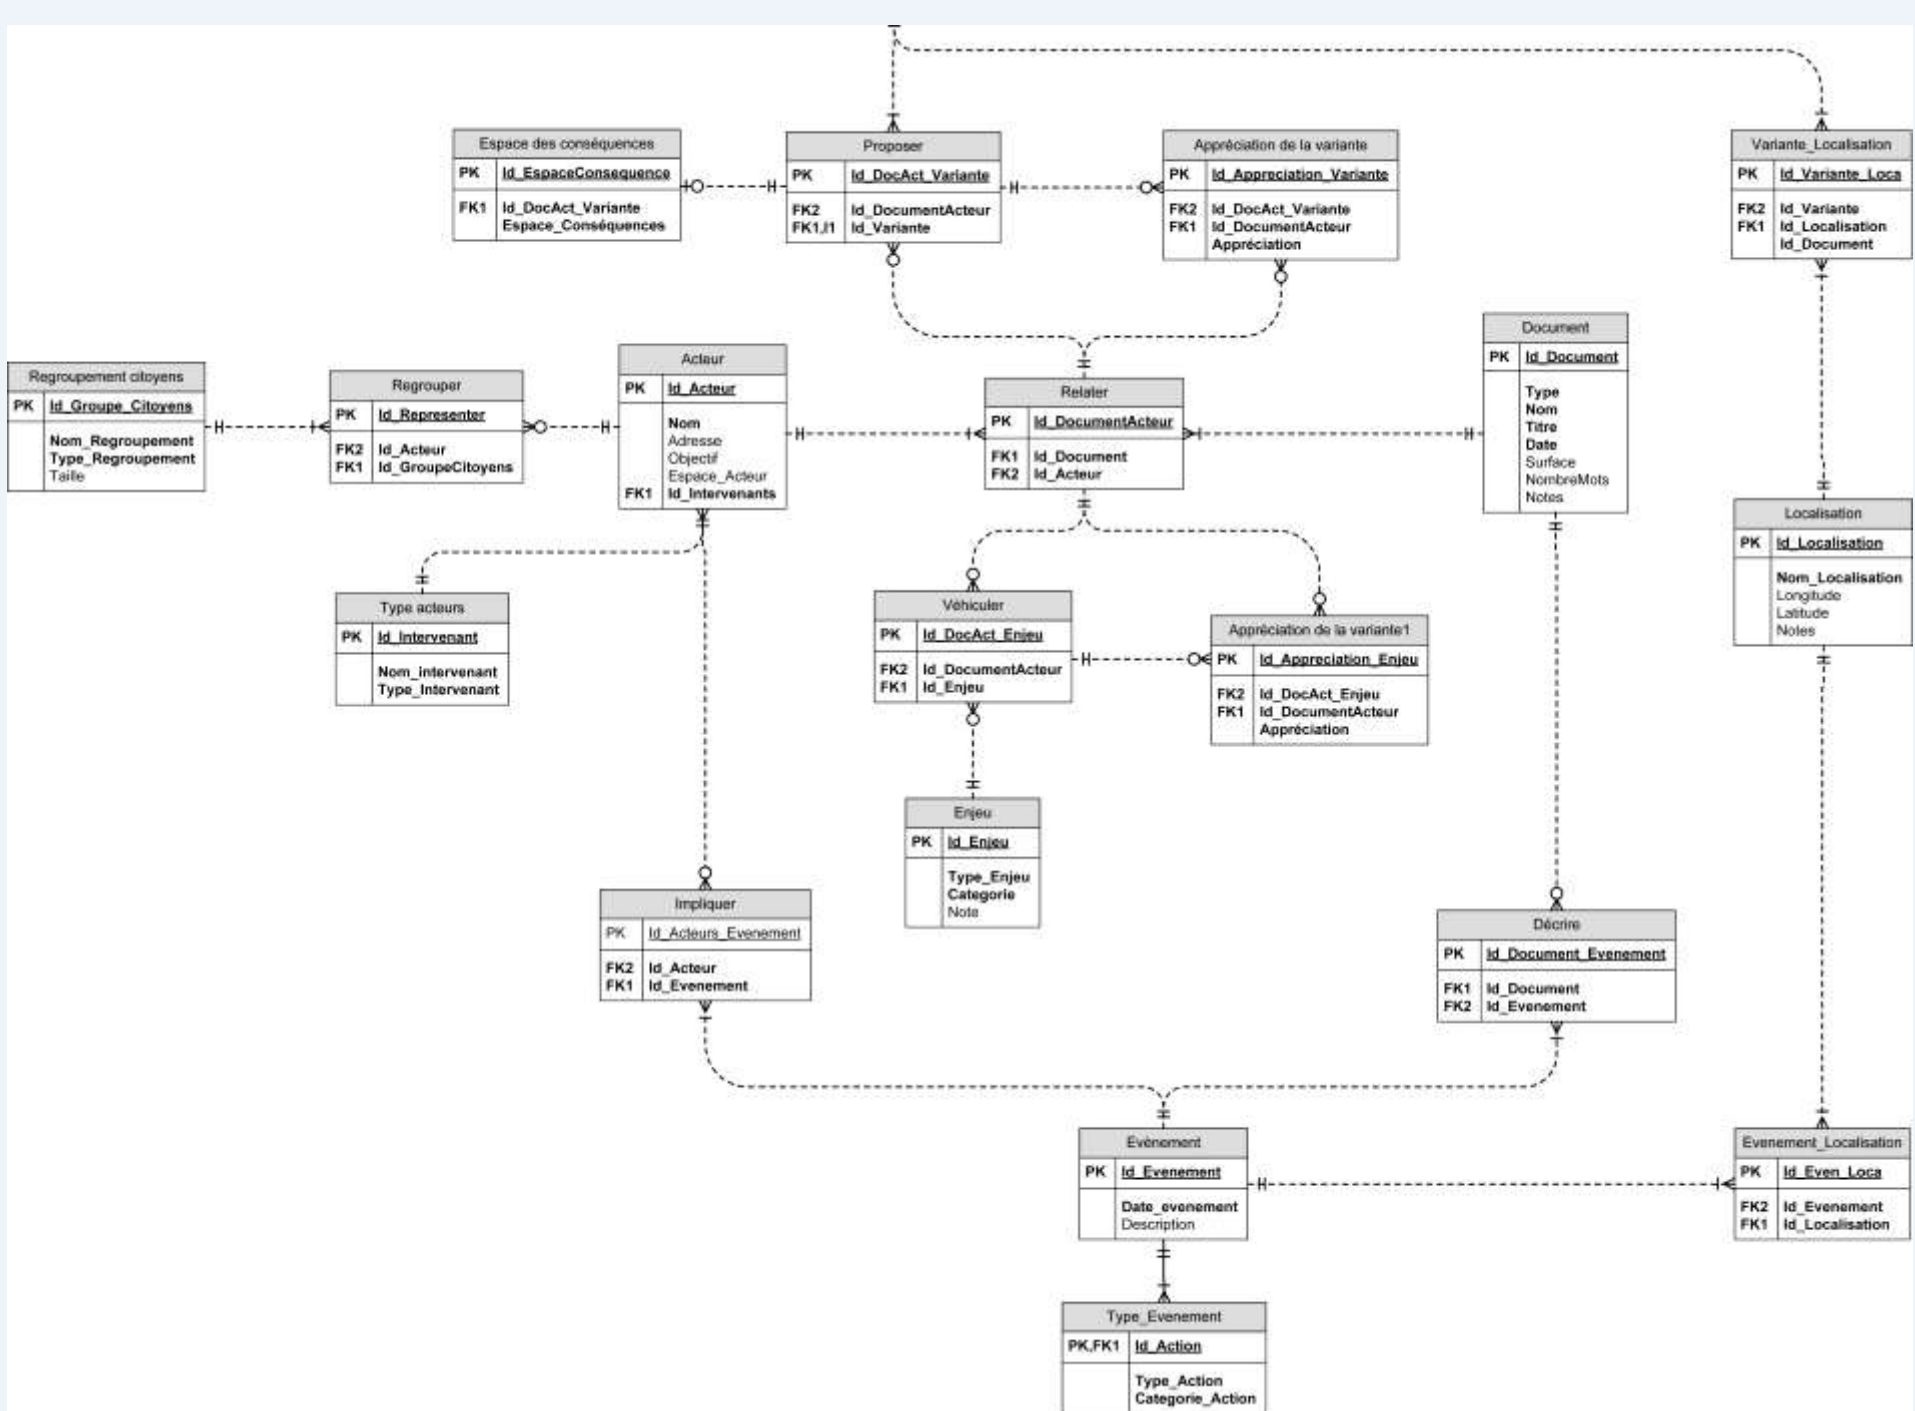 Espace des conséquences
PK Id_EspaceConsequence
FK1 Id_DocAct_Variante
Espace_Conséquences
Proposer
PK Id_DocAct_Variante
FK2 Id_DocumentActeur
FK1,I1 Id_Variante
Appréciation de la variante
PK Id_Appreciation_Variante
FK2 Id_DocAct_Variante
FK1 Id_DocumentActeur
Appréciation
Variante_Localisation
PK Id_Variante_Loca
FK2 Id_Variante
FK1 Id_Localisation
Id_Document
Regroupement citoyens
PK Id_Groupe_Citoyens
Nom_Regroupement
Type_Regroupement
Taille
Regrouper
PK Id_Representer
FK2 Id_Acteur
FK1 Id_GroupeCitoyens
Acteur
PK Id_Acteur
Nom
Adresse
Objectif
Espace_Acteur
FK1 Id_Intervenants
Relater
PK Id_DocumentActeur
FK1 Id_Document
FK2 Id_Acteur
Document
PK Id_Document
Type
Nom
Titre
Date
Surface
NombreMots
Notes
Localisation
PK Id_Localisation
Nom_Localisation
Longitude
Latitude
Notes
Type acteurs
PK Id_Intervenant
Nom_intervenant
Type_Intervenant
Véhiculer
PK Id_DocAct_Enjeu
FK2 Id_DocumentActeur
FK1 Id_Enjeu
Appréciation de la variante1
PK Id_Appreciation_Enjeu
FK2 Id_DocAct_Enjeu
FK1 Id_DocumentActeur
Appréciation
Enjeu
PK Id_Enjeu
Type_Enjeu
Categorie
Note
Impliquer
PK Id_Acteurs_Evenement
FK2 Id_Acteur
FK1 Id_Evenement
Décrire
PK Id_Document_Evenement
FK1 Id_Document
FK2 Id_Evenement
Evènement
PK Id_Evenement
Date_evenement
Description
Evenement_Localisation
PK Id_Even_Loca
FK2 Id_Evenement
FK1 Id_Localisation
Type_Evenement
PK,FK1 Id_Action
Type_Action
Categorie_Action